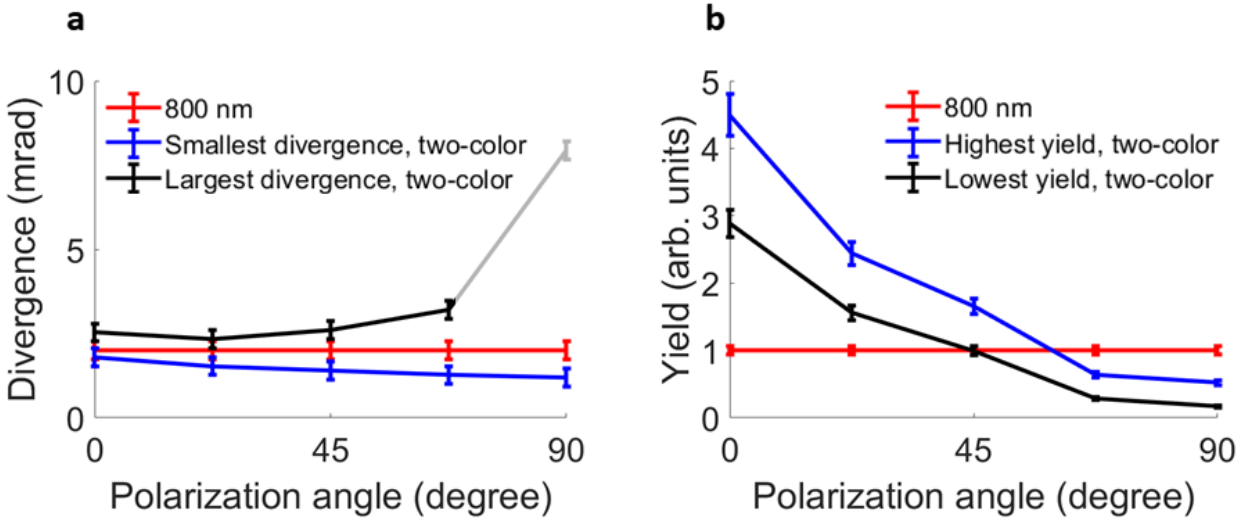 a
10
5
0
0
45
90
Divergence (mrad)
Polarization angle (degree)
800 nm
Smallest divergence, two-color
Largest divergence, two-color
b
5
4
3
2
1
0
0
45
90
Yield (arb. units)
Polarization angle (degree)
800 nm
Highest yield, two-color
Lowest yield, two-color